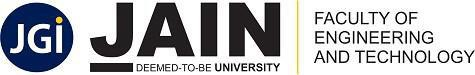 JGi
JAIN
DEEMED-TO-BE UNIVERSITY
FACULTY OF
ENGINEERING
AND TECHNOLOGY